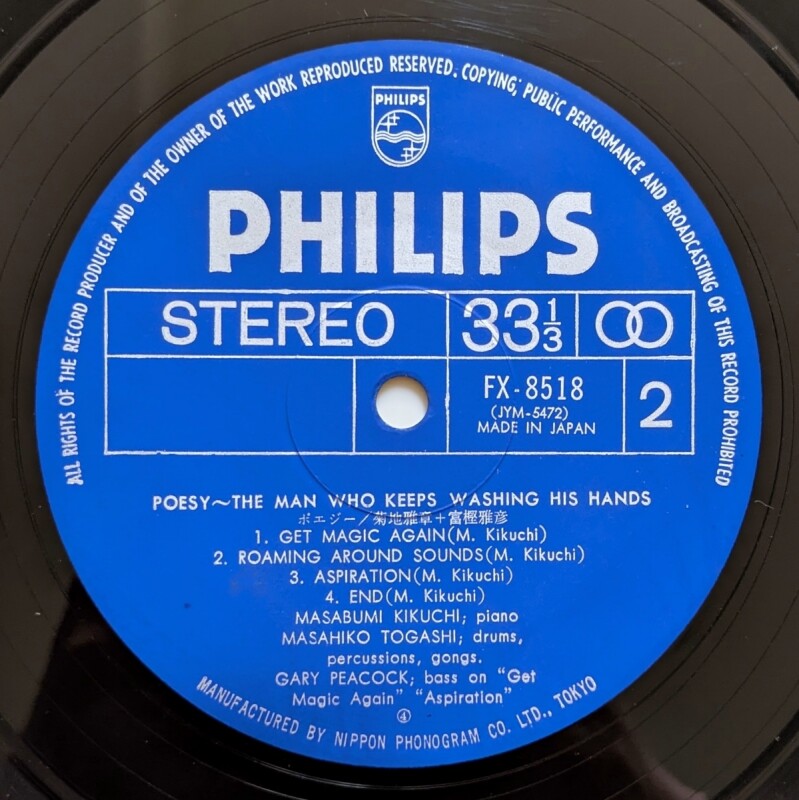 ALL RIGHTS OF THE RECORD PRODUCER AND OF THE OWNER OF THE WORK REPRODUCED RESERVED. COPYING, PUBLIC PERFORMANCE AND BROADCASTING OF THIS RECORD PROHIBITED
PHILIPS
PHILIPS
STEREO 33 1/3
FX-8518
(JYM-5472)
MADE IN JAPAN
2
POESY~THE MAN WHO KEEPS WASHING HIS HANDS
ポエジー/菊地雅章+富樫雅彦
1. GET MAGIC AGAIN(M. Kikuchi)
2. ROAMING AROUND SOUNDS(M. Kikuchi)
3. ASPIRATION(M. Kikuchi)
4. END(M. Kikuchi)
MASABUMI KIKUCHI; piano
MASAHIKO TOGASHI; drums,
percussions, gongs.
GARY PEACOCK; bass on "Get
Magic Again" "Aspiration"
④
MANUFACTURED BY NIPPON PHONOGRAM CO. LTD., TOKYO